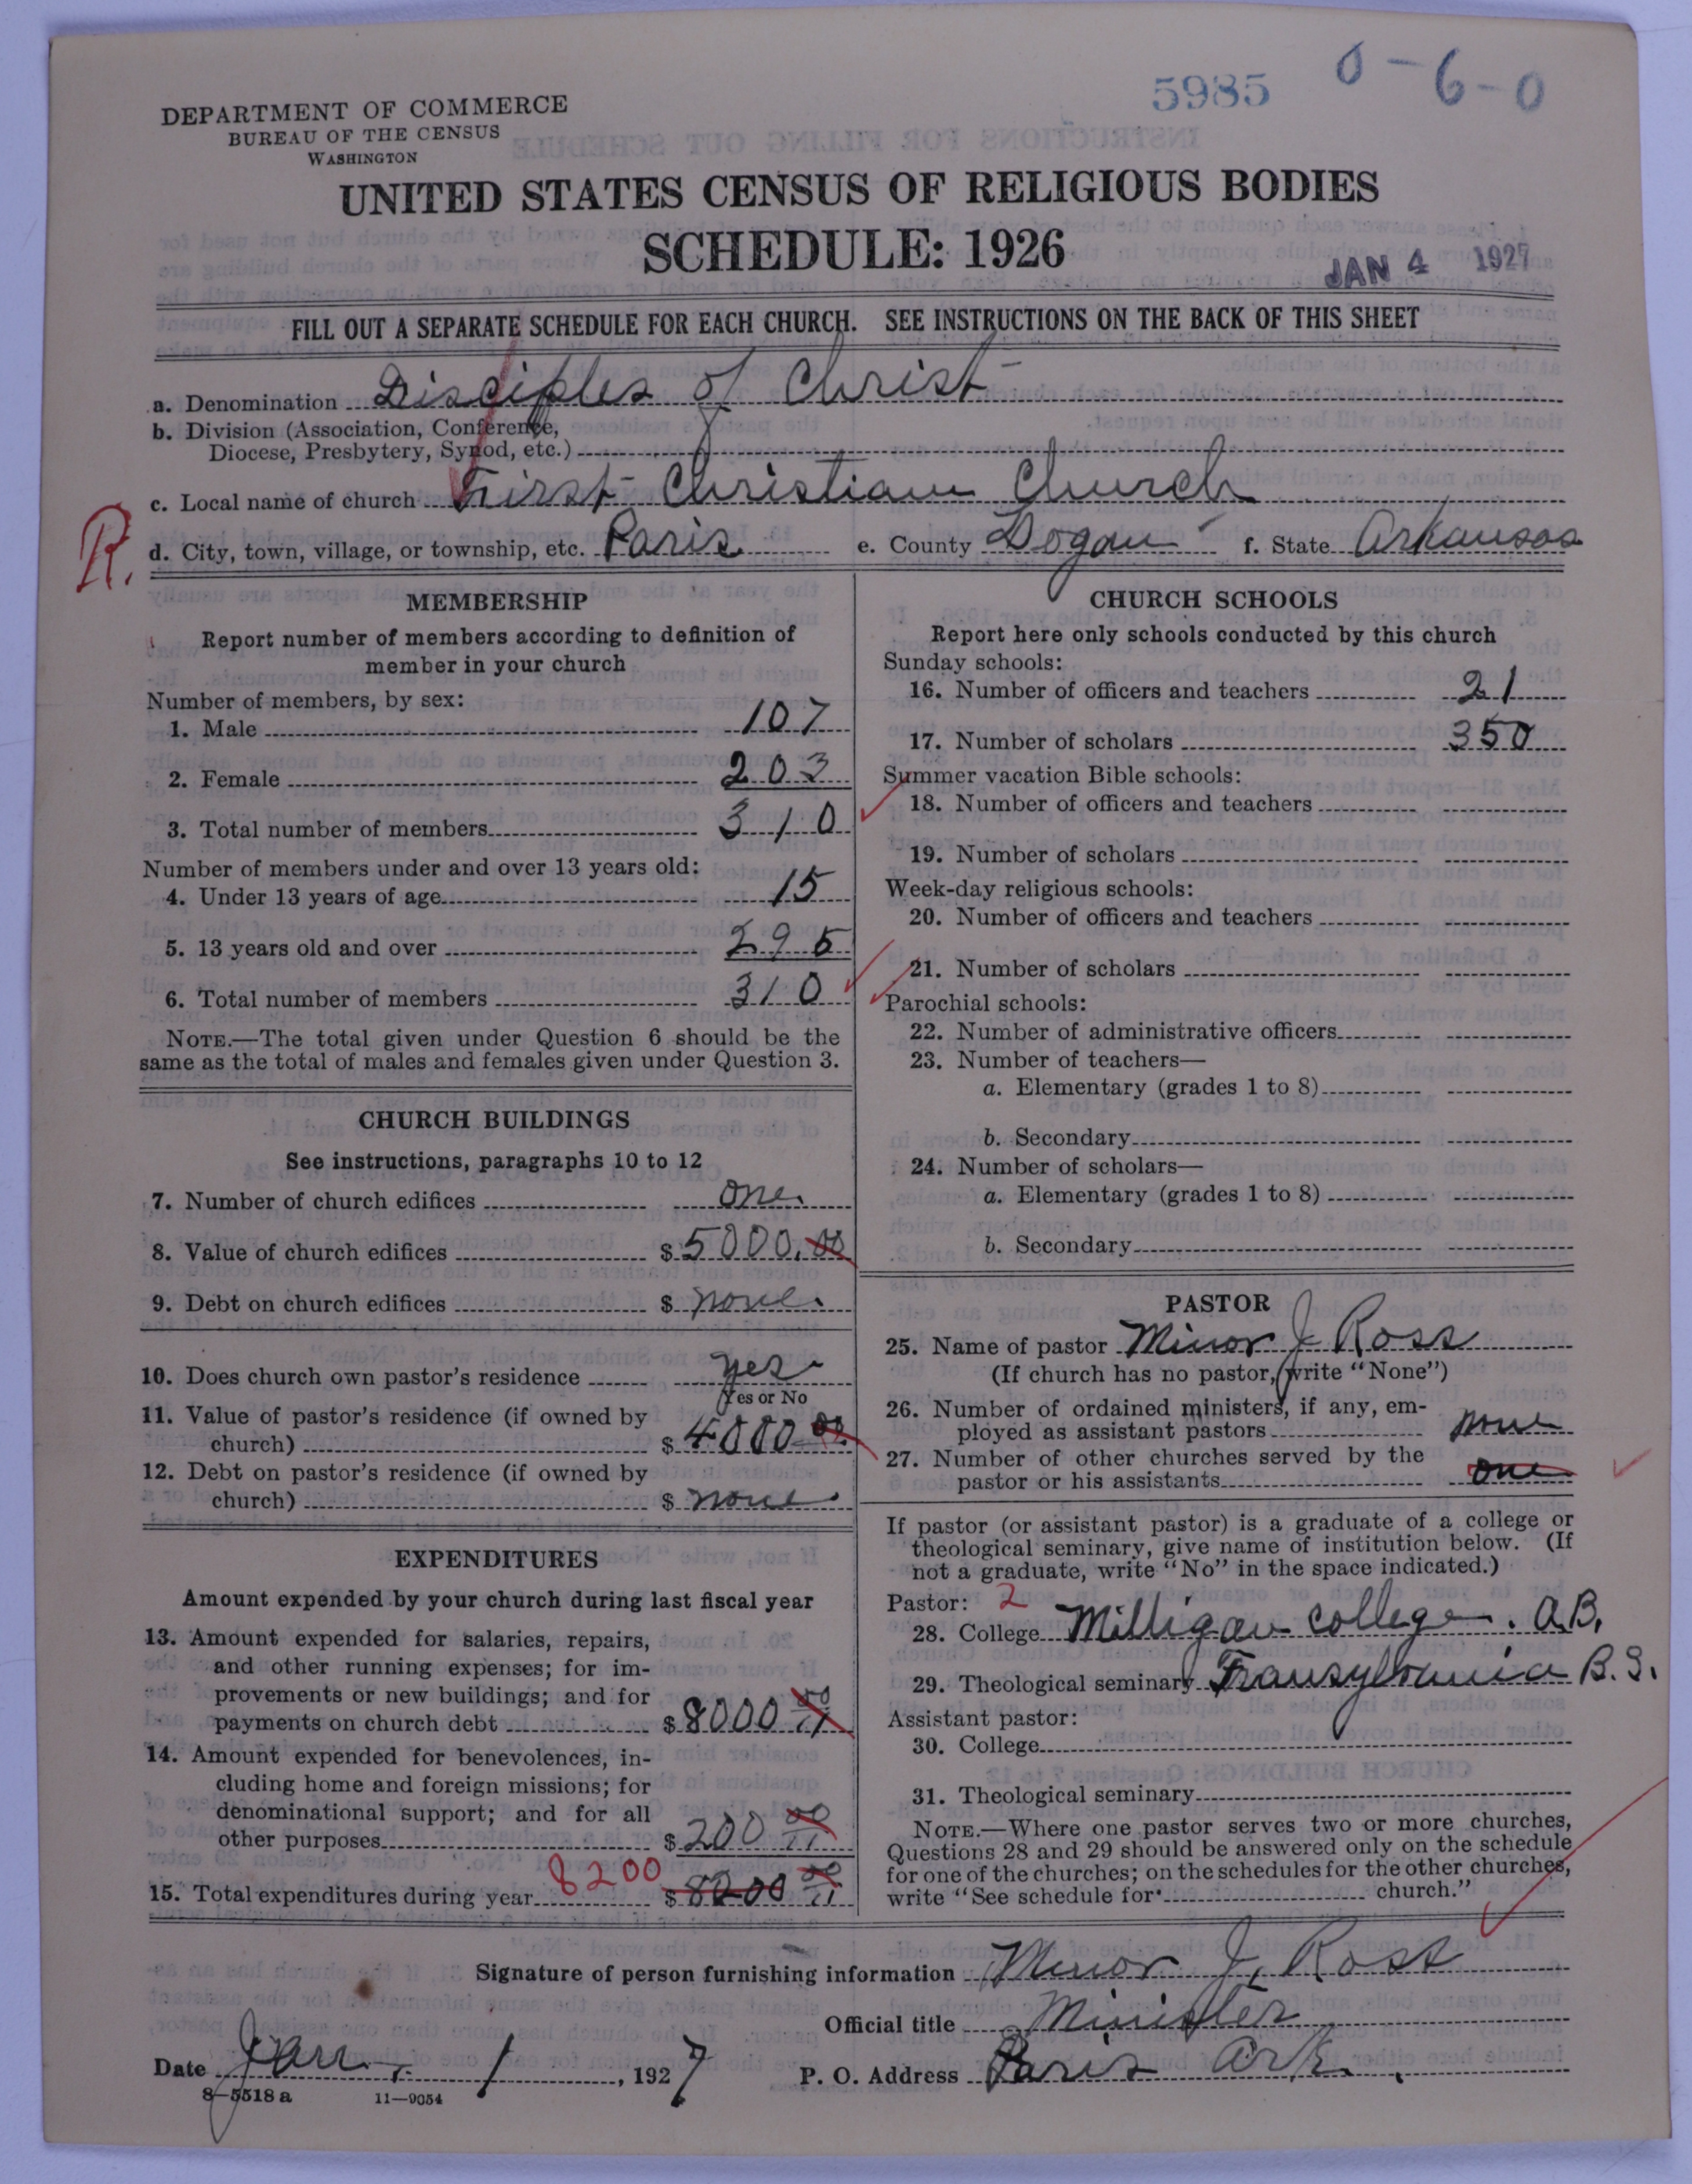 5985 0-6-0
DEPARTMENT OF COMMERCE
BUREAU OF THE CENSUS
WASHINGTON
UNITED STATES CENSUS OF RELIGIOUS BODIES
SCHEDULE: 1926
JAN 4 1927
FILL OUT A SEPARATE SCHEDULE FOR EACH CHURCH. SEE INSTRUCTIONS ON THE BACK OF THIS SHEET
a. Denomination Disciples of Christ
b. Division (Association, Conference,
Diocese, Presbytery, Synod, etc.)
c. Local name of church First Christian Church
R.
d. City, town, village, or township, etc. Paris e. County Logan f. State Arkansas
MEMBERSHIP
Report number of members according to definition of
member in your church
Number of members, by sex:
1. Male 107
2. Female 203
3. Total number of members 310
Number of members under and over 13 years old:
4. Under 13 years of age 15
5. 13 years old and over 295
6. Total number of members 310
NOTE.—The total given under Question 6 should be the
same as the total of males and females given under Question 3.
CHURCH BUILDINGS
See instructions, paragraphs 10 to 12
7. Number of church edifices one.
8. Value of church edifices $ 5000.00
9. Debt on church edifices $ none.
10. Does church own pastor's residence yes
Yes or No
11. Value of pastor's residence (if owned by
church) $ 4000 00
12. Debt on pastor's residence (if owned by
church) $ none.
EXPENDITURES
Amount expended by your church during last fiscal year
13. Amount expended for salaries, repairs,
and other running expenses; for im-
provements or new buildings; and for
payments on church debt $ 8000 00
14. Amount expended for benevolences, in-
cluding home and foreign missions; for
denominational support; and for all
other purposes $ 200 00
15. Total expenditures during year 8200 $ 8200 00
CHURCH SCHOOLS
Report here only schools conducted by this church
Sunday schools:
16. Number of officers and teachers 21
17. Number of scholars 350
Summer vacation Bible schools:
18. Number of officers and teachers
19. Number of scholars
Week-day religious schools:
20. Number of officers and teachers
21. Number of scholars
Parochial schools:
22. Number of administrative officers
23. Number of teachers—
a. Elementary (grades 1 to 8)
b. Secondary
24. Number of scholars—
a. Elementary (grades 1 to 8)
b. Secondary
PASTOR
25. Name of pastor Minor J Ross
(If church has no pastor, write "None")
26. Number of ordained ministers, if any, em-
ployed as assistant pastors none
27. Number of other churches served by the
pastor or his assistants one
If pastor (or assistant pastor) is a graduate of a college or
theological seminary, give name of institution below. (If
not a graduate, write "No" in the space indicated.)
Pastor: 2
28. College Milligan College. A.B.
29. Theological seminary Transylvania B.S.
Assistant pastor:
30. College
31. Theological seminary
NOTE.—Where one pastor serves two or more churches,
Questions 28 and 29 should be answered only on the schedule
for one of the churches; on the schedules for the other churches,
write "See schedule for church."
Signature of person furnishing information Minor J. Ross
Official title Minister
Date Jan. 1, 1927 P. O. Address Paris Ark.
8-5518 a 11-9054